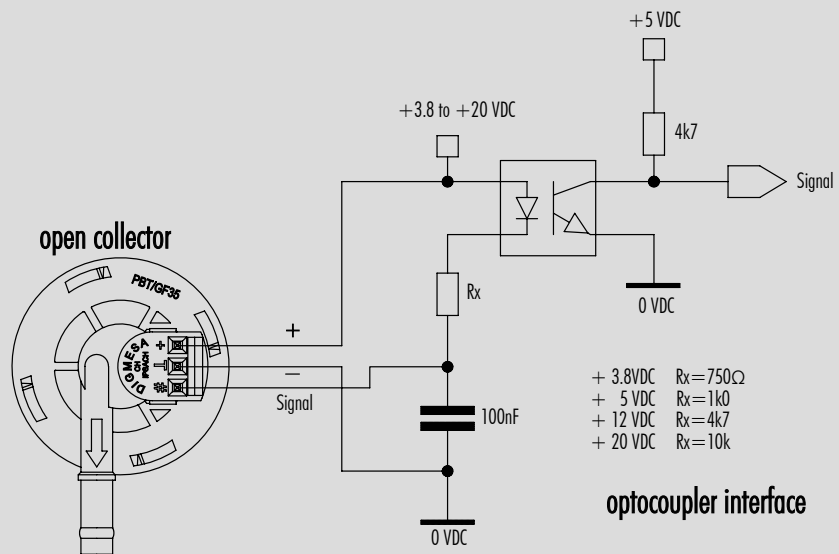 +5 VDC
+3.8 to +20 VDC
4k7
Signal
open collector
PBT/GF35
DIGMESA
CH
IPSACH
+
⊥
#
Rx
0 VDC
+
−
Signal
100nF
+ 3.8VDC Rx=750Ω
+ 5 VDC Rx=1k0
+ 12 VDC Rx=4k7
+ 20 VDC Rx=10k
optocoupler interface
0 VDC